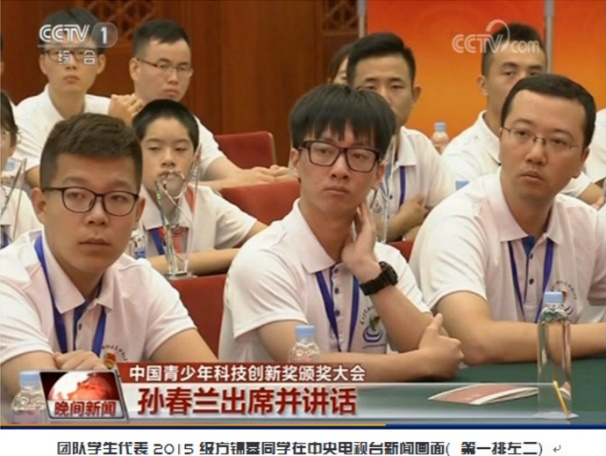 CCTV 1
综合
CCTV.com
中国青少年科技创新奖颁奖大会
晚间新闻
孙春兰出席并讲话
团队学生代表 2015 级方锦基同学在中央电视台新闻画面( 第一排左二)